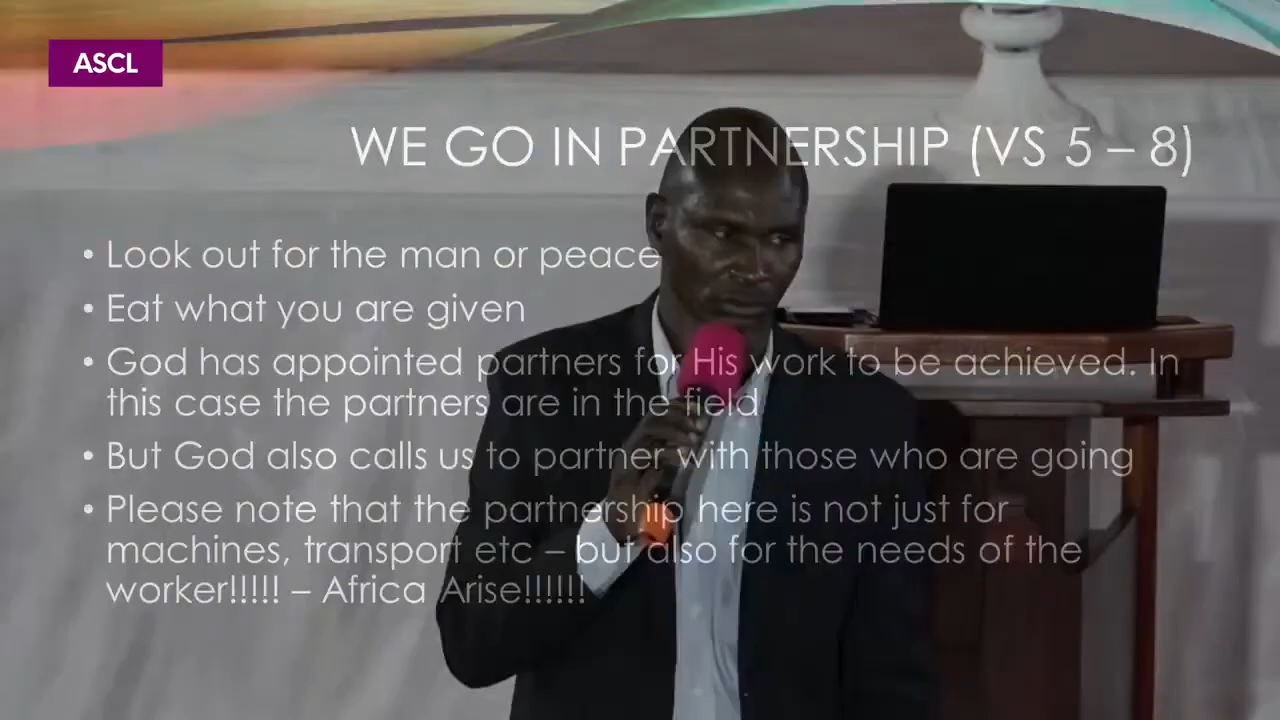 ASCL
WE GO IN PARTNERSHIP (VS 5 – 8)
• Look out for the man or peace
• Eat what you are given
• God has appointed partners for His work to be achieved. In
this case the partners are in the field
• But God also calls us to partner with those who are going
• Please note that the partnership here is not just for
machines, transport etc – but also for the needs of the
worker!!!!! – Africa Arise!!!!!!